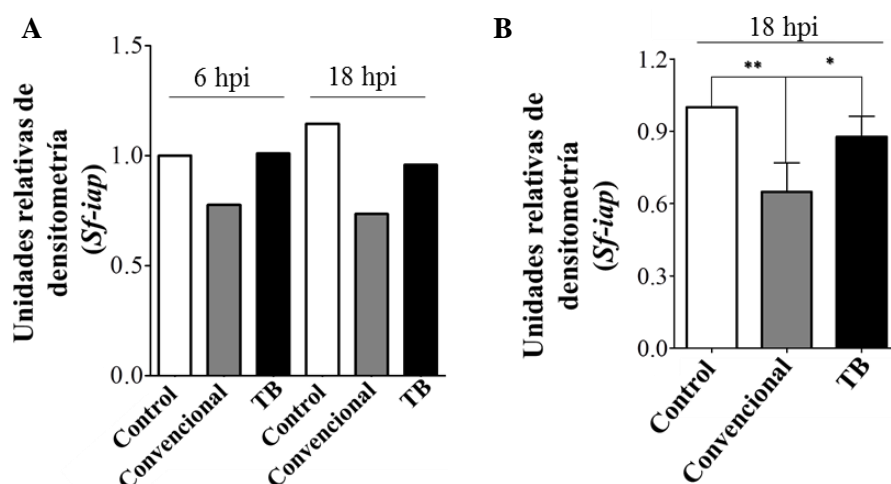 A
Unidades relativas de
densitometría
(Sf-iap)
1.5
1.0
0.5
0.0
6 hpi
18 hpi
Control
Convencional
TB
Control
Convencional
TB
B
Unidades relativas de
densitometría
(Sf-iap)
18 hpi
1.2
0.9
0.6
0.3
0.0
**
*
Control
Convencional
TB